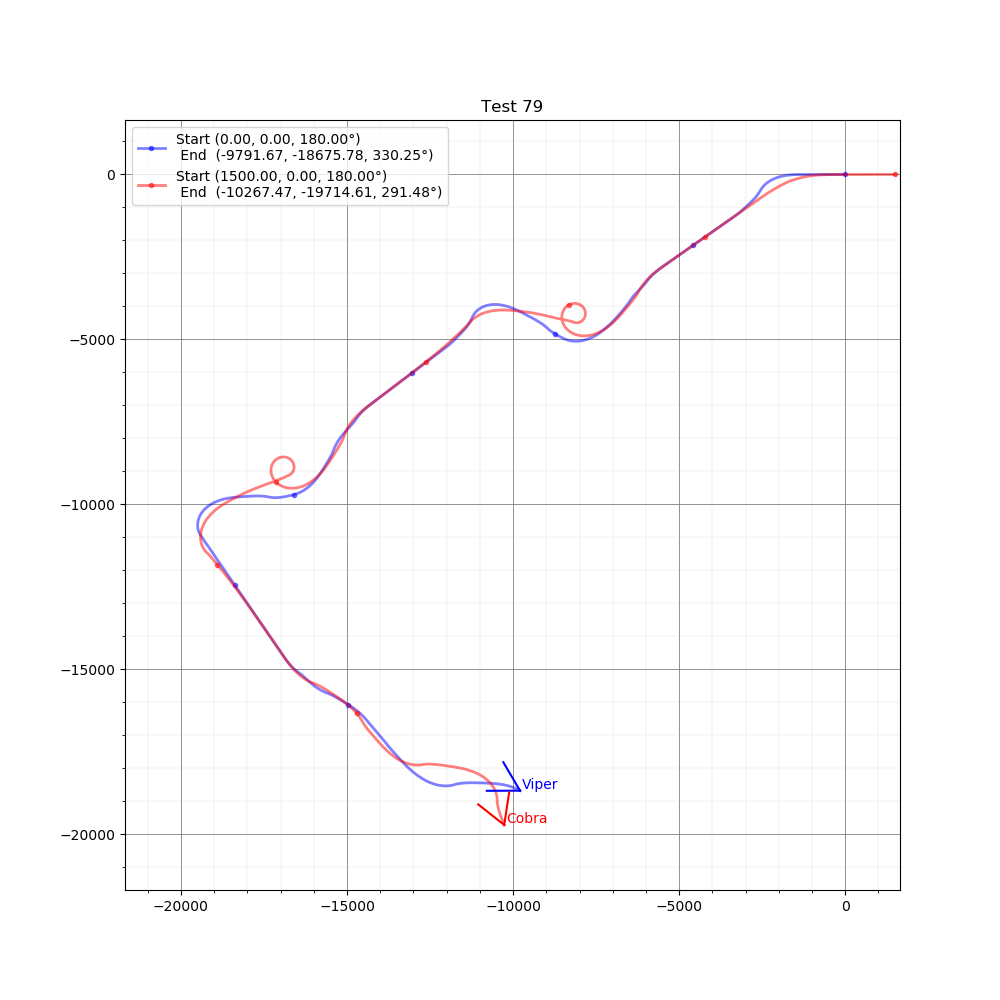 Test 79
Start (0.00, 0.00, 180.00°)
End  (-9791.67, -18675.78, 330.25°)
Start (1500.00, 0.00, 180.00°)
End  (-10267.47, -19714.61, 291.48°)
0
−5000
−10000
−15000
−20000
Viper
Cobra
−20000 −15000 −10000 −5000 0